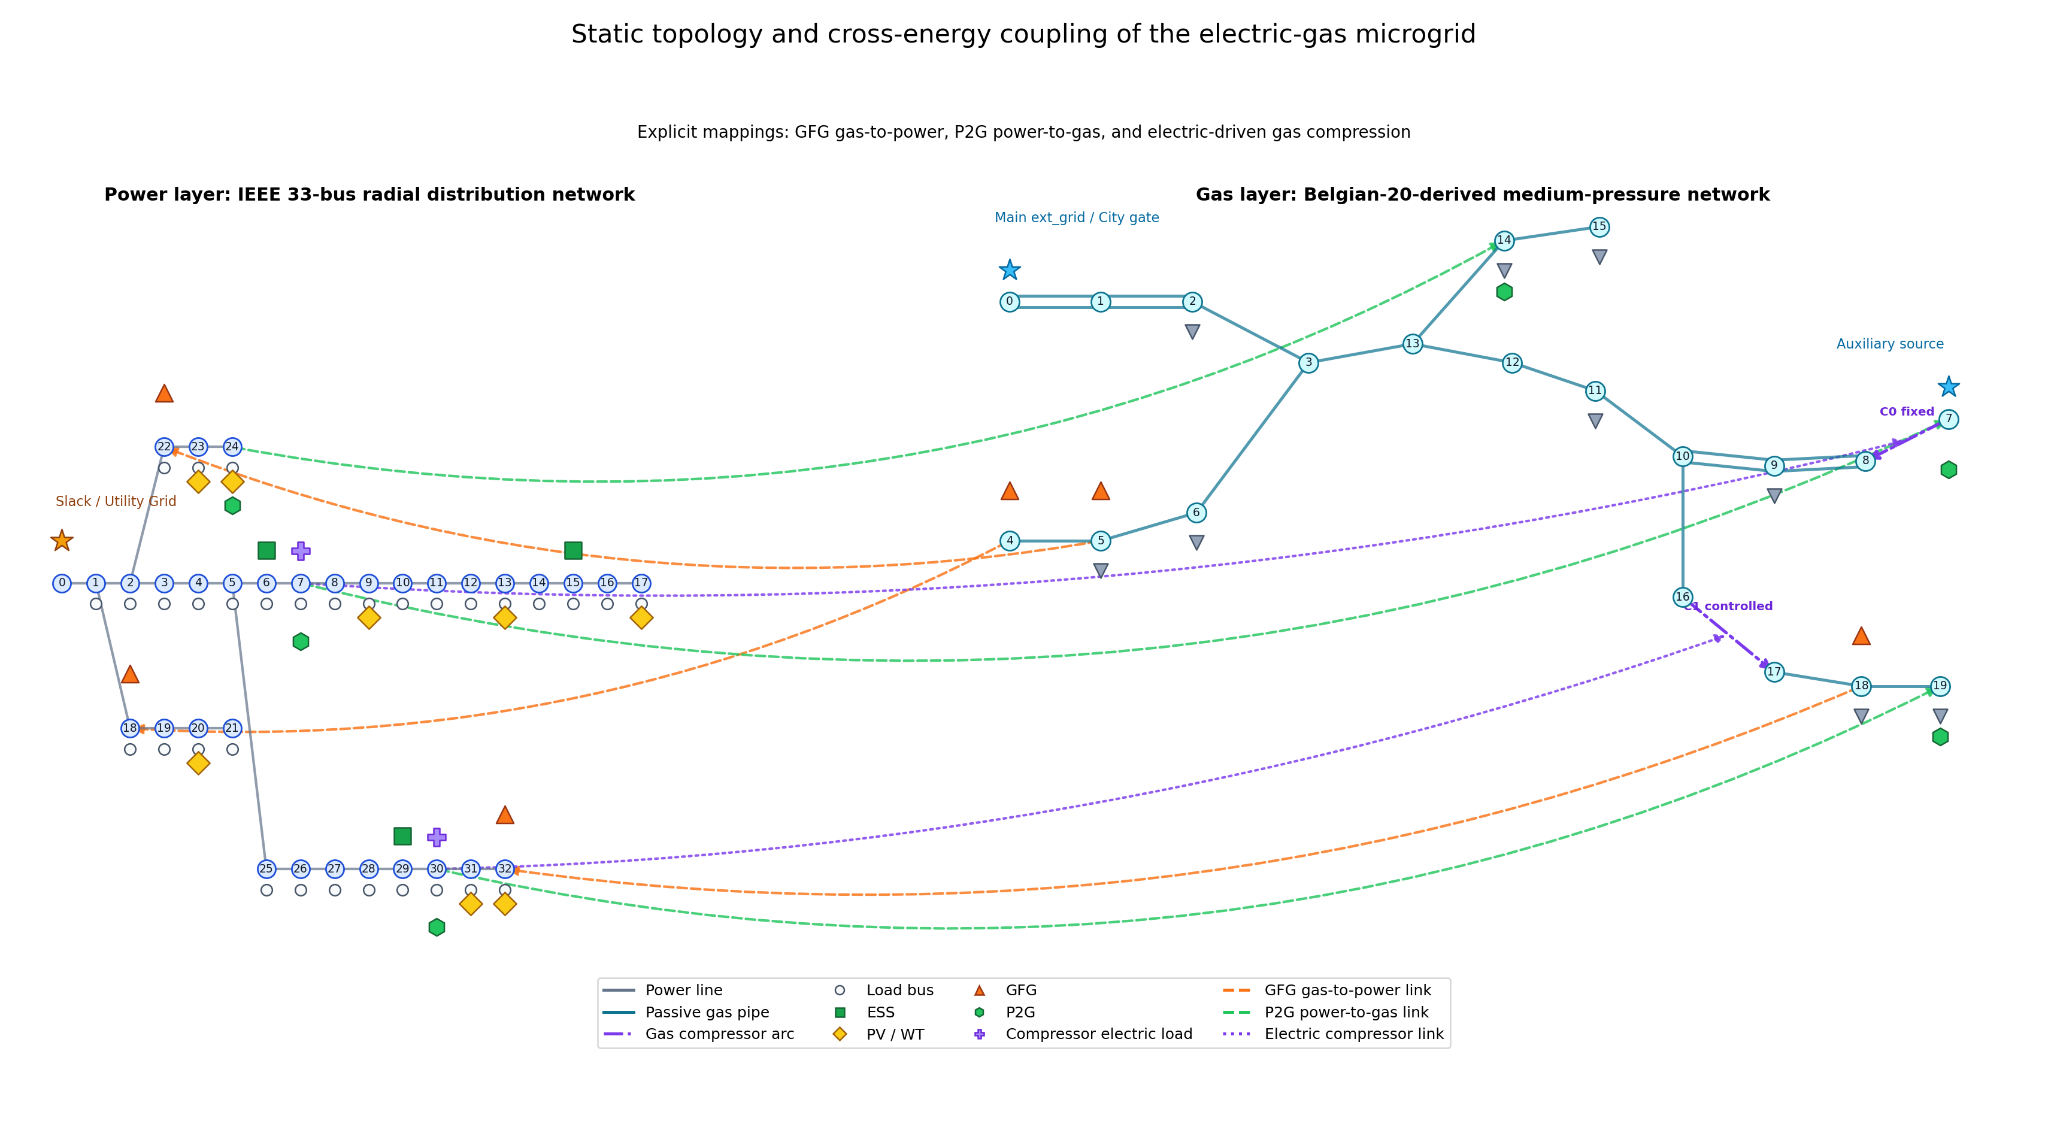 Static topology and cross-energy coupling of the electric-gas microgrid
Explicit mappings: GFG gas-to-power, P2G power-to-gas, and electric-driven gas compression
Power layer: IEEE 33-bus radial distribution network
Gas layer: Belgian-20-derived medium-pressure network
Main ext_grid / City gate
15
14
0 1 2
13
Auxiliary source
3
12
11
C0 fixed
7
22 23 24
10
9
8
Slack / Utility Grid
6
4 5
0 1 2 3 4 5 6 7 8 9 10 11 12 13 14 15 16 17
16
controlled
17
18 19
18 19 20 21
25 26 27 28 29 30 31 32
Power line
Passive gas pipe
Gas compressor arc
Load bus
ESS
PV / WT
GFG
P2G
Compressor electric load
GFG gas-to-power link
P2G power-to-gas link
Electric compressor link